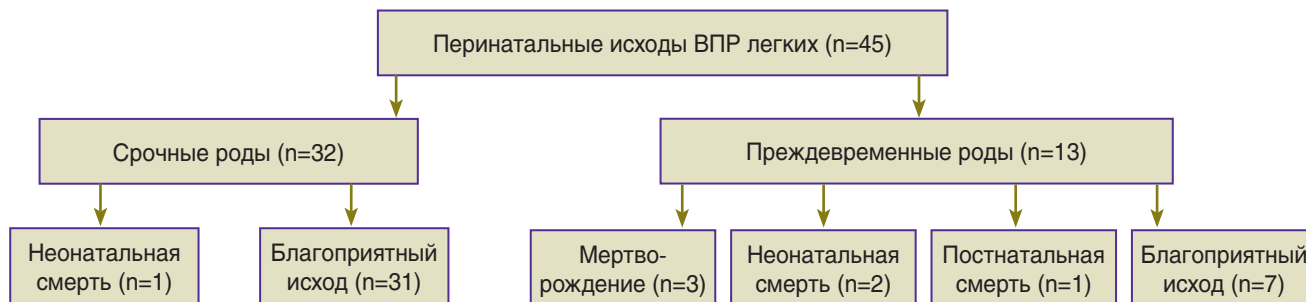 Перинатальные исходы ВПР легких (n=45)
Срочные роды (n=32)
Преждевременные роды (n=13)
Неонатальная
смерть (n=1)
Благоприятный
исход (n=31)
Мертво-
рождение (n=3)
Неонатальная
смерть (n=2)
Постнатальная
смерть (n=1)
Благоприятный
исход (n=7)